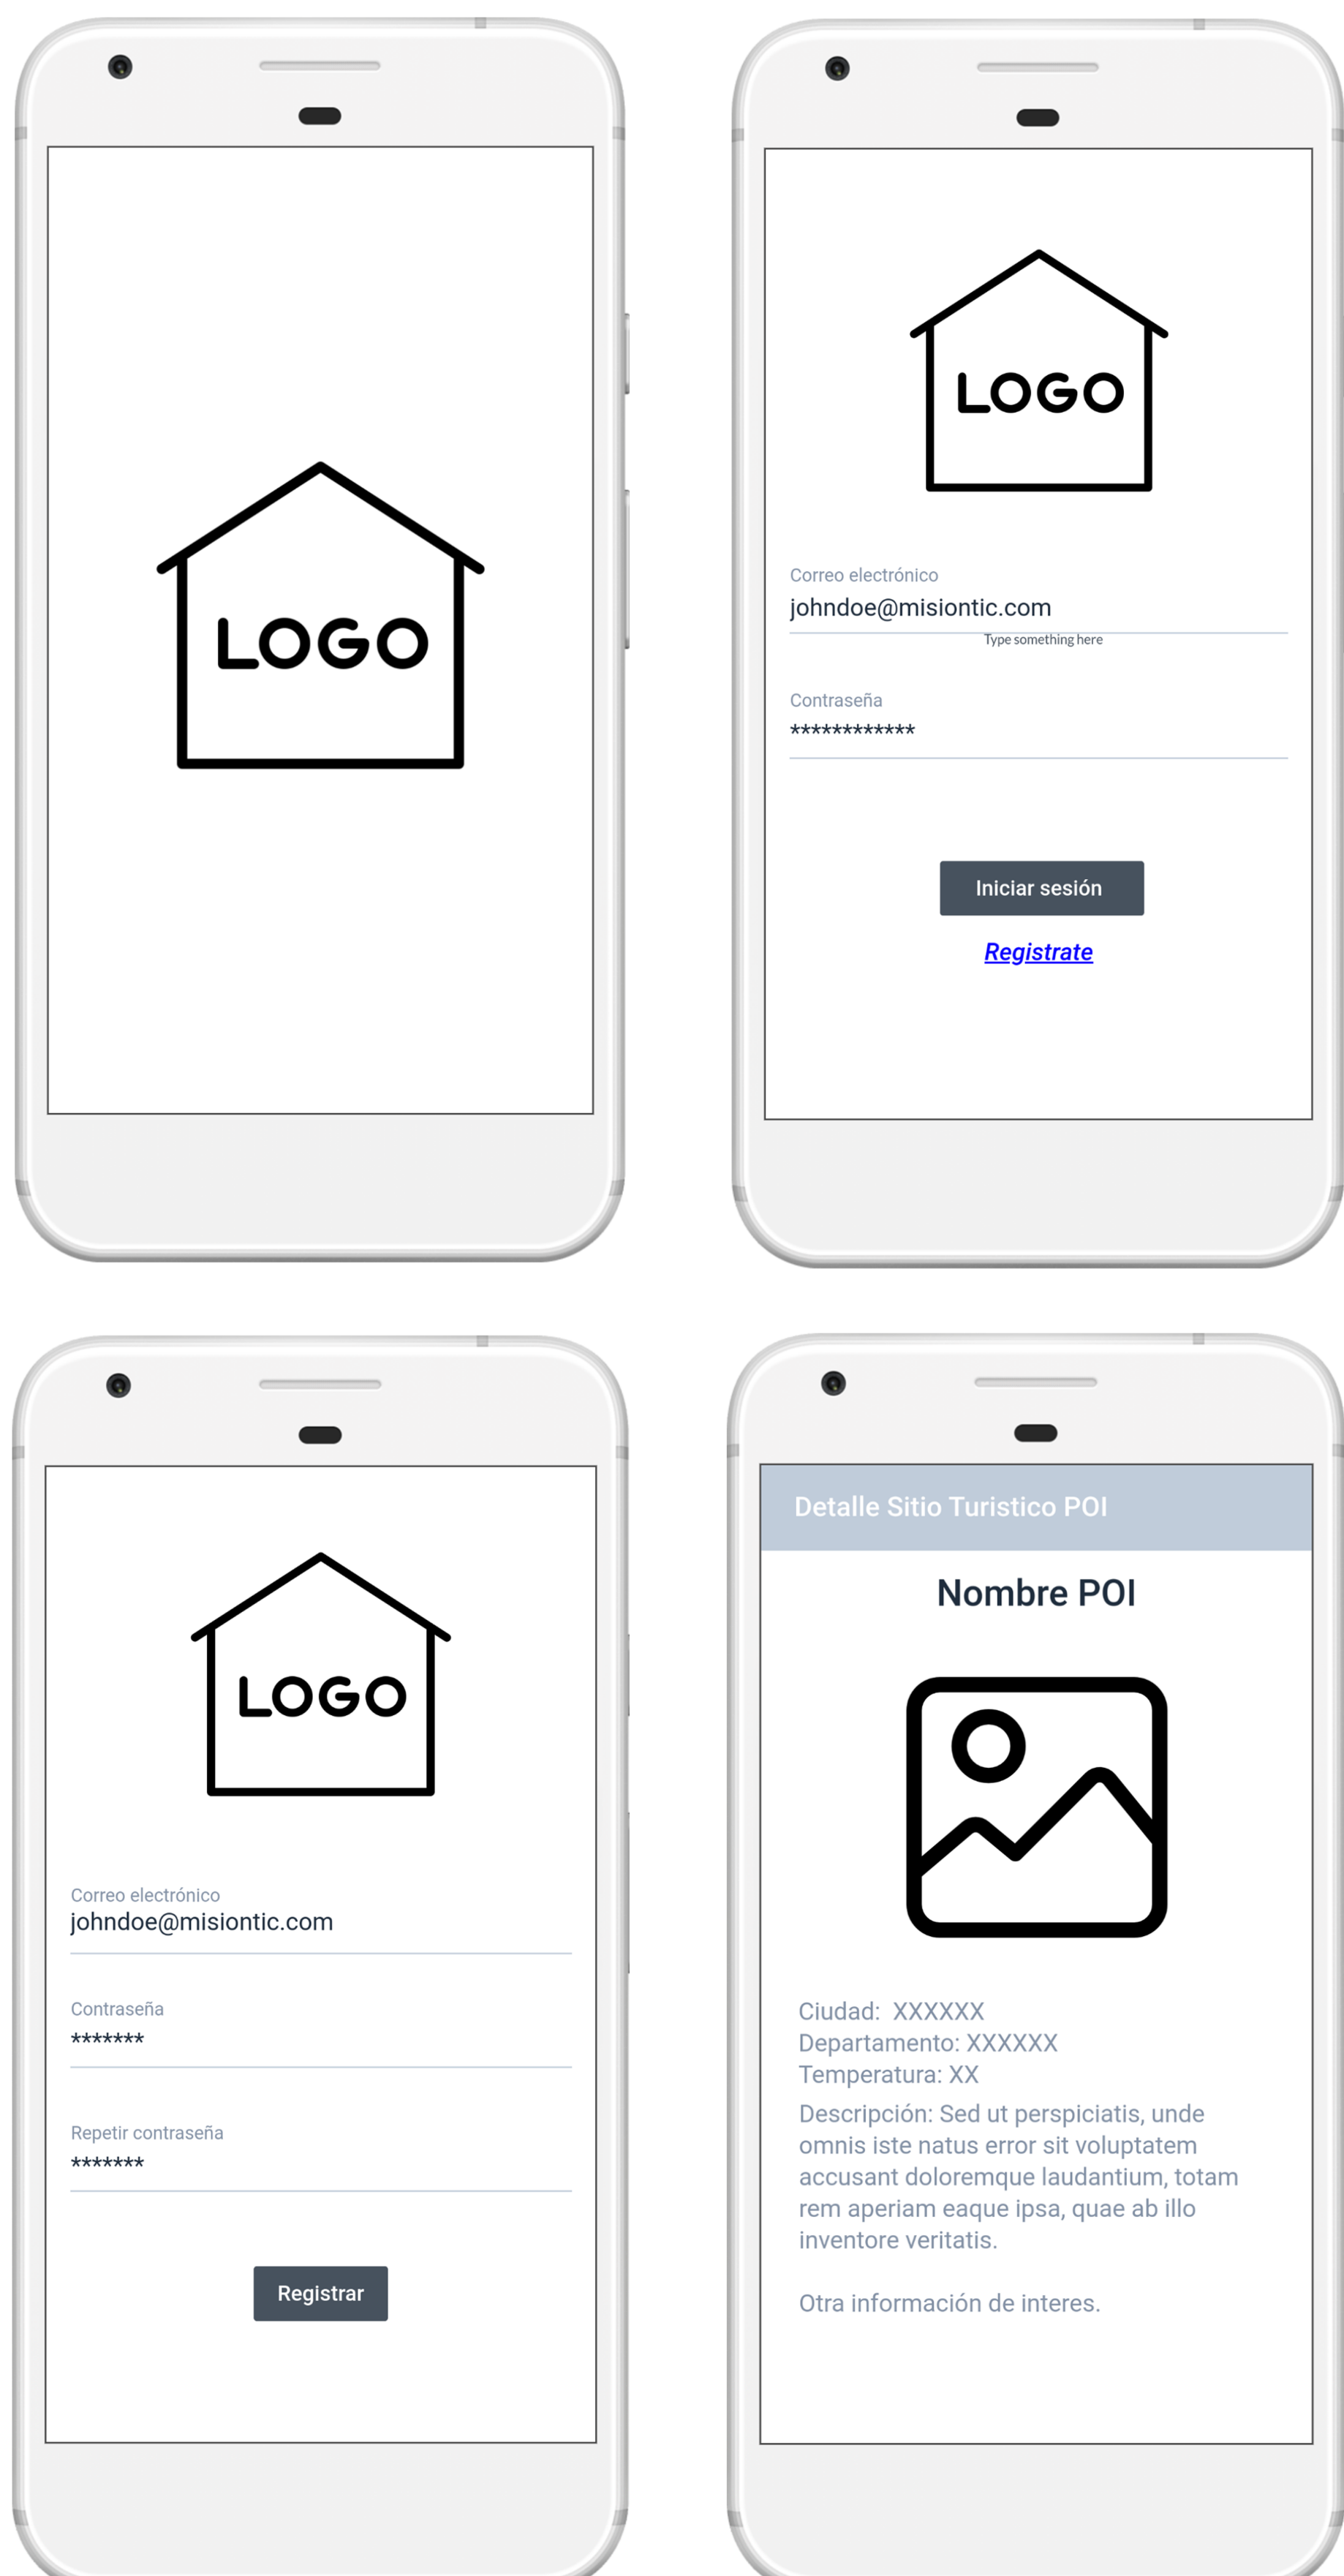 LOGO
LOGO
Correo electrónico
johndoe@misiontic.com
Type something here
Contraseña
************
Iniciar sesión
Registrate
LOGO
Correo electrónico
johndoe@misiontic.com
Contraseña
*******
Repetir contraseña
*******
Registrar
Detalle Sitio Turistico POI
Nombre POI
Ciudad:  XXXXXX
Departamento: XXXXXX
Temperatura: XX
Descripción: Sed ut perspiciatis, unde
omnis iste natus error sit voluptatem
accusant doloremque laudantium, totam
rem aperiam eaque ipsa, quae ab illo
inventore veritatis.
Otra información de interes.